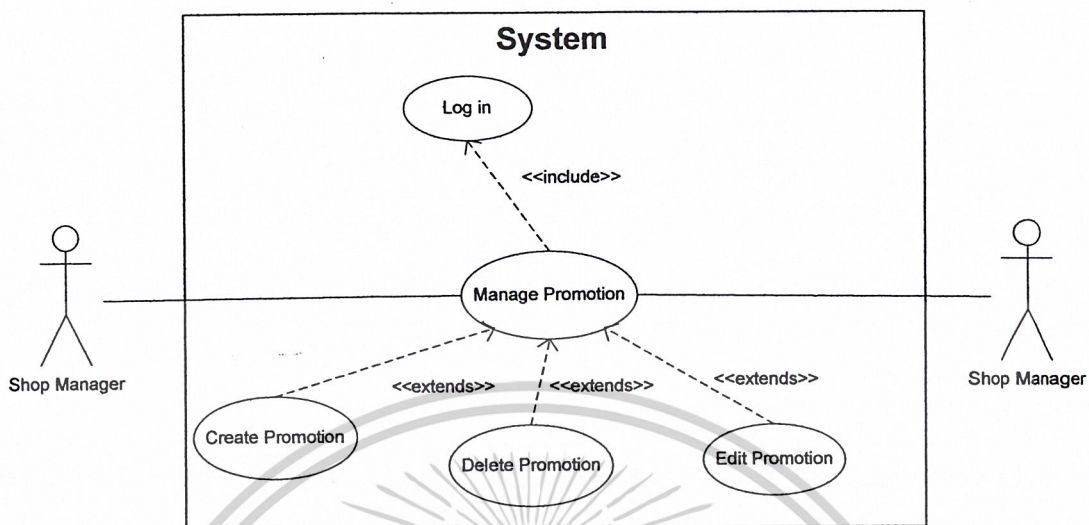 System
Log in
<<include>>
Manage Promotion
Shop Manager
Shop Manager
<<extends>>
<<extends>>
<<extends>>
Create Promotion
Delete Promotion
Edit Promotion